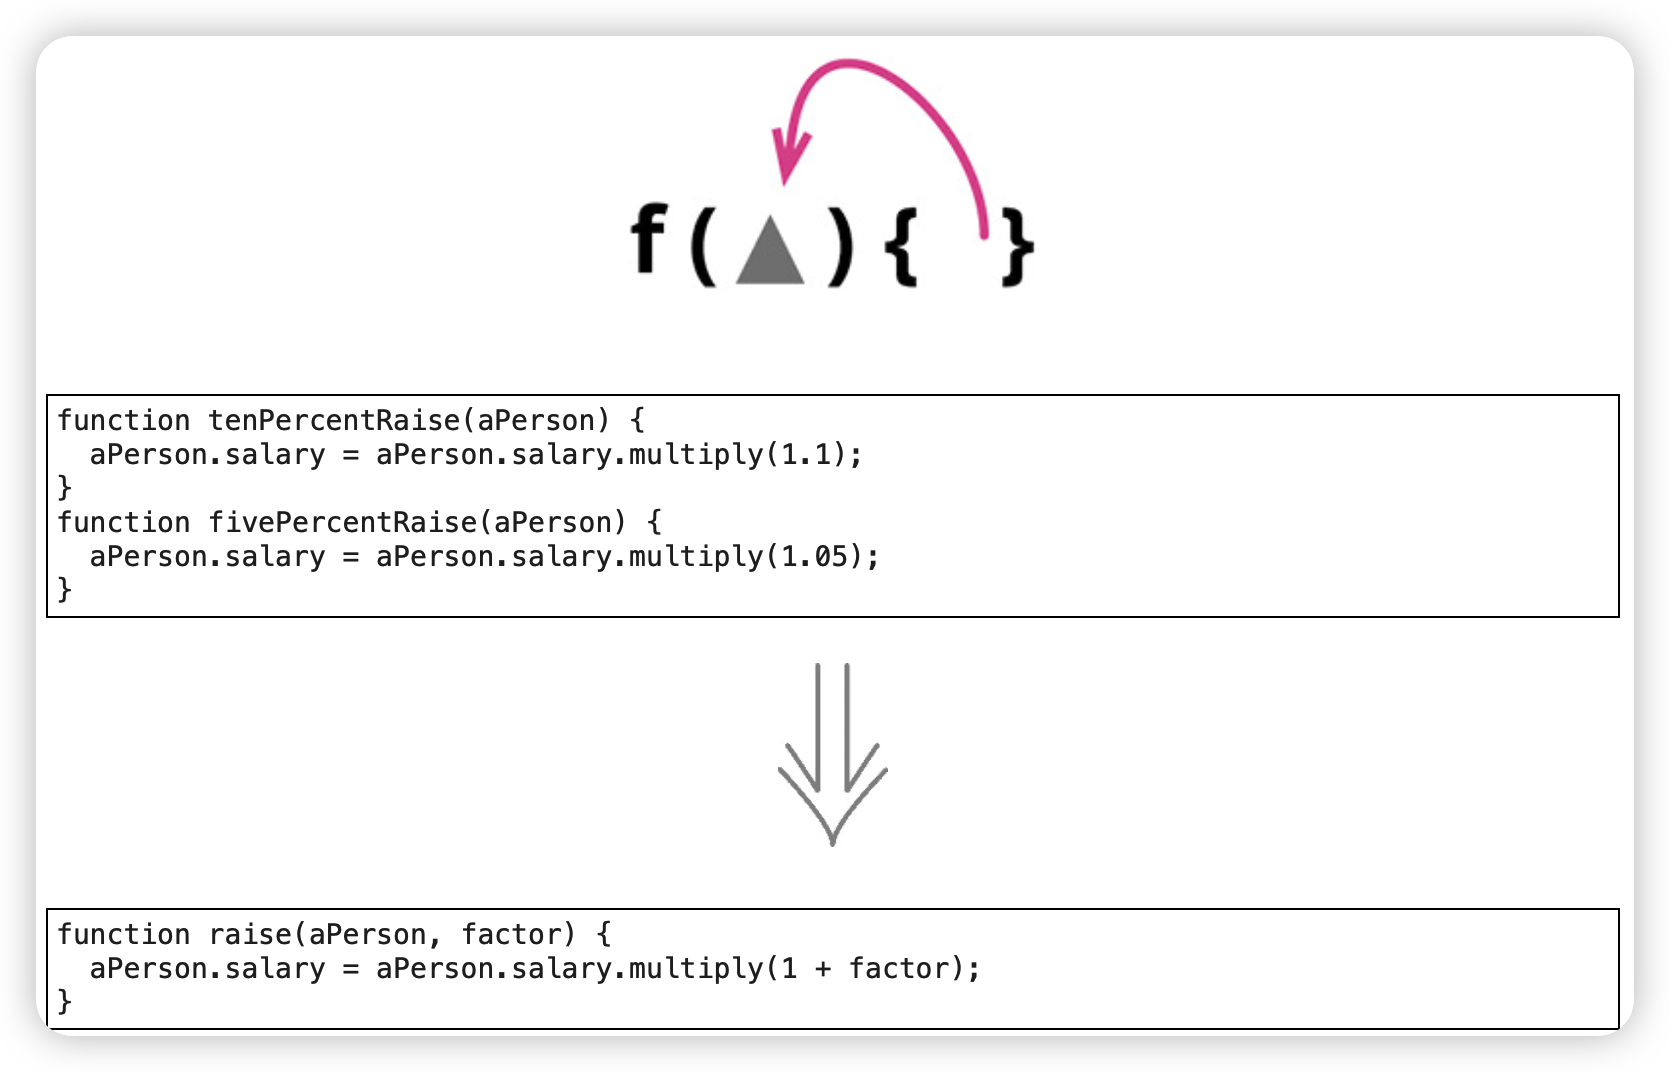 f(▲){ }
function tenPercentRaise(aPerson) {
  aPerson.salary = aPerson.salary.multiply(1.1);
}
function fivePercentRaise(aPerson) {
  aPerson.salary = aPerson.salary.multiply(1.05);
}
function raise(aPerson, factor) {
  aPerson.salary = aPerson.salary.multiply(1 + factor);
}